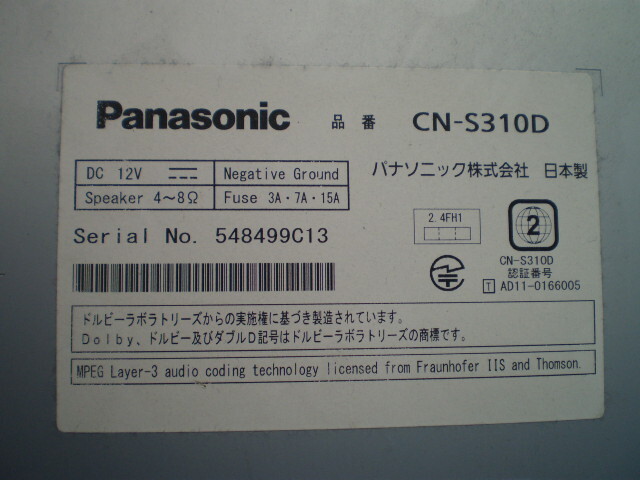 Panasonic 品番 CN-S310D
DC 12V Negative Ground
Speaker 4～8Ω Fuse 3A・7A・15A
パナソニック株式会社 日本製
Serial No. 548499C13
2.4FH1
2
CN-S310D
認証番号
T AD11-0166005
ドルビーラボラトリーズからの実施権に基づき製造されています。
Dolby、ドルビー及びダブルD記号はドルビーラボラトリーズの商標です。
MPEG Layer-3 audio coding technology licensed from Fraunhofer IIS and Thomson.